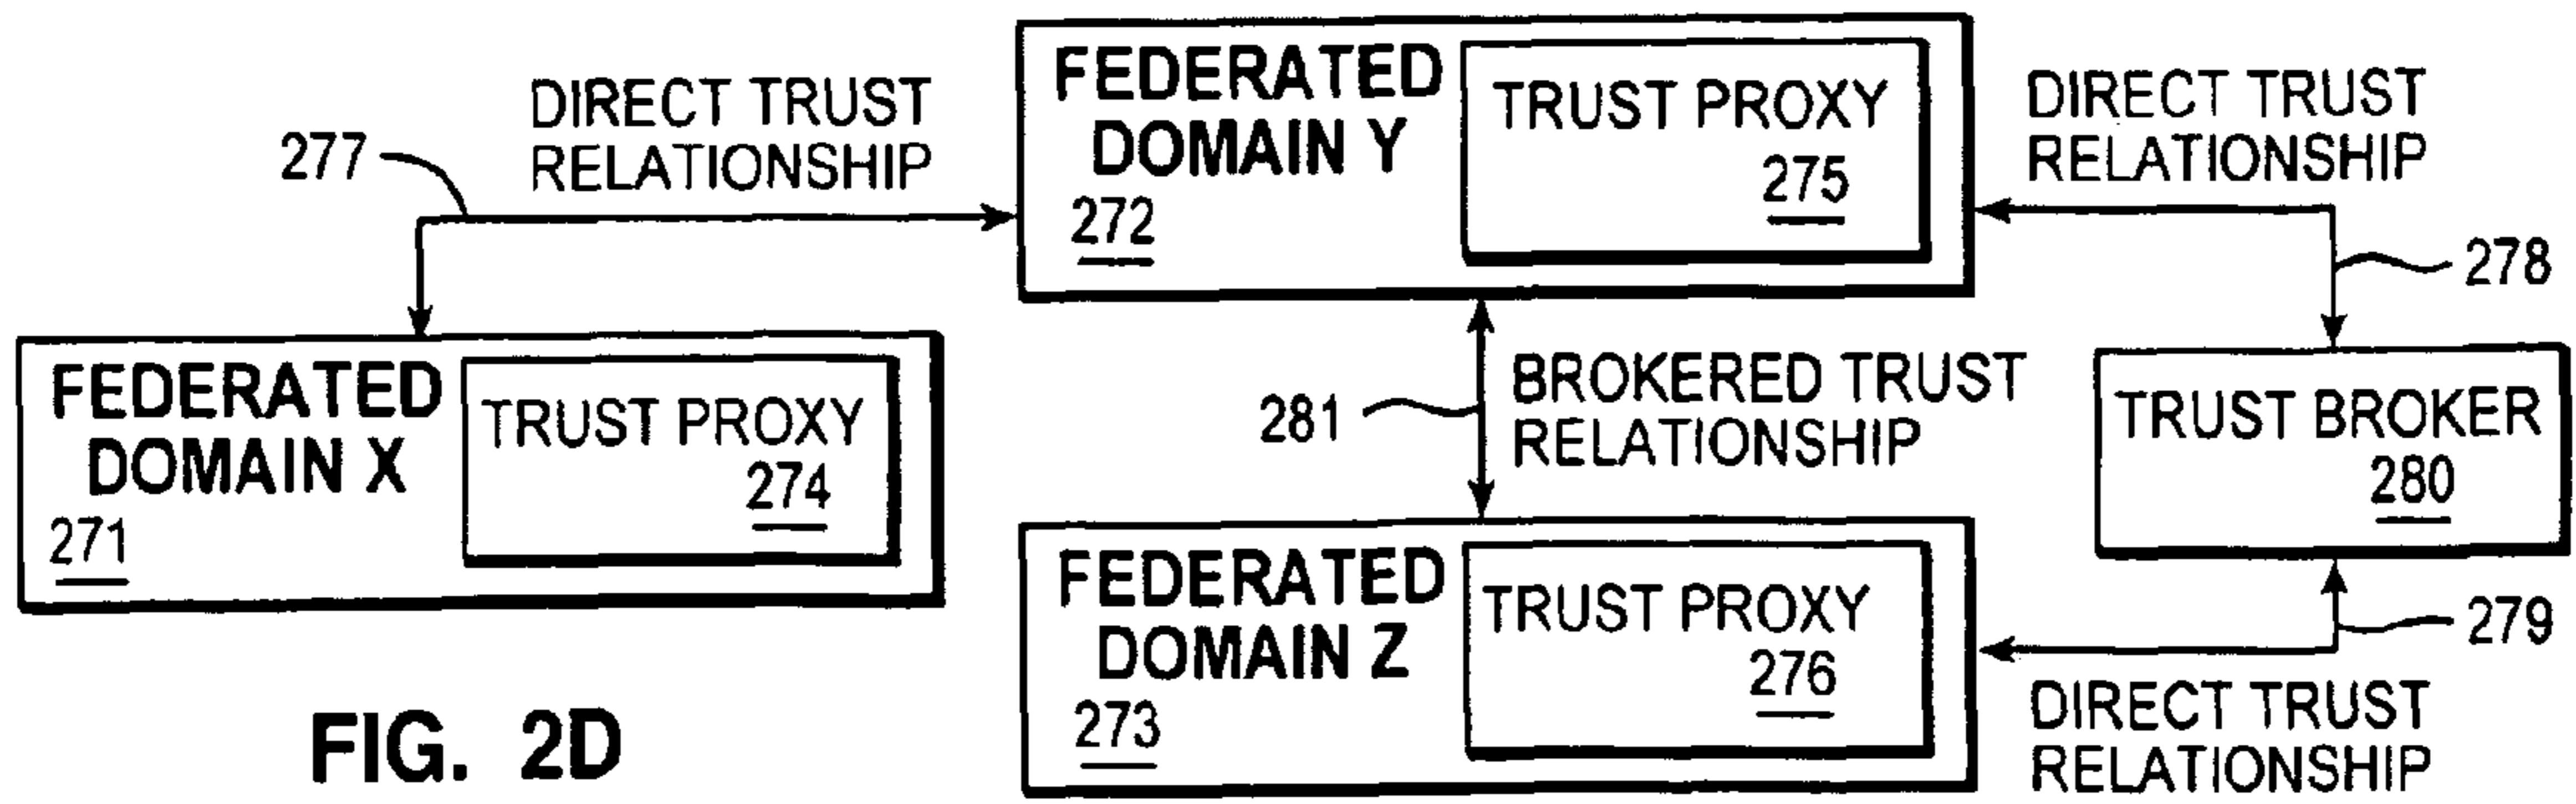 277
DIRECT TRUST
RELATIONSHIP
FEDERATED
DOMAIN Y
272
TRUST PROXY
275
DIRECT TRUST
RELATIONSHIP
278
FEDERATED
DOMAIN X
271
TRUST PROXY
274
281
BROKERED TRUST
RELATIONSHIP
TRUST BROKER
280
FEDERATED
DOMAIN Z
273
TRUST PROXY
276
279
DIRECT TRUST
RELATIONSHIP
FIG. 2D